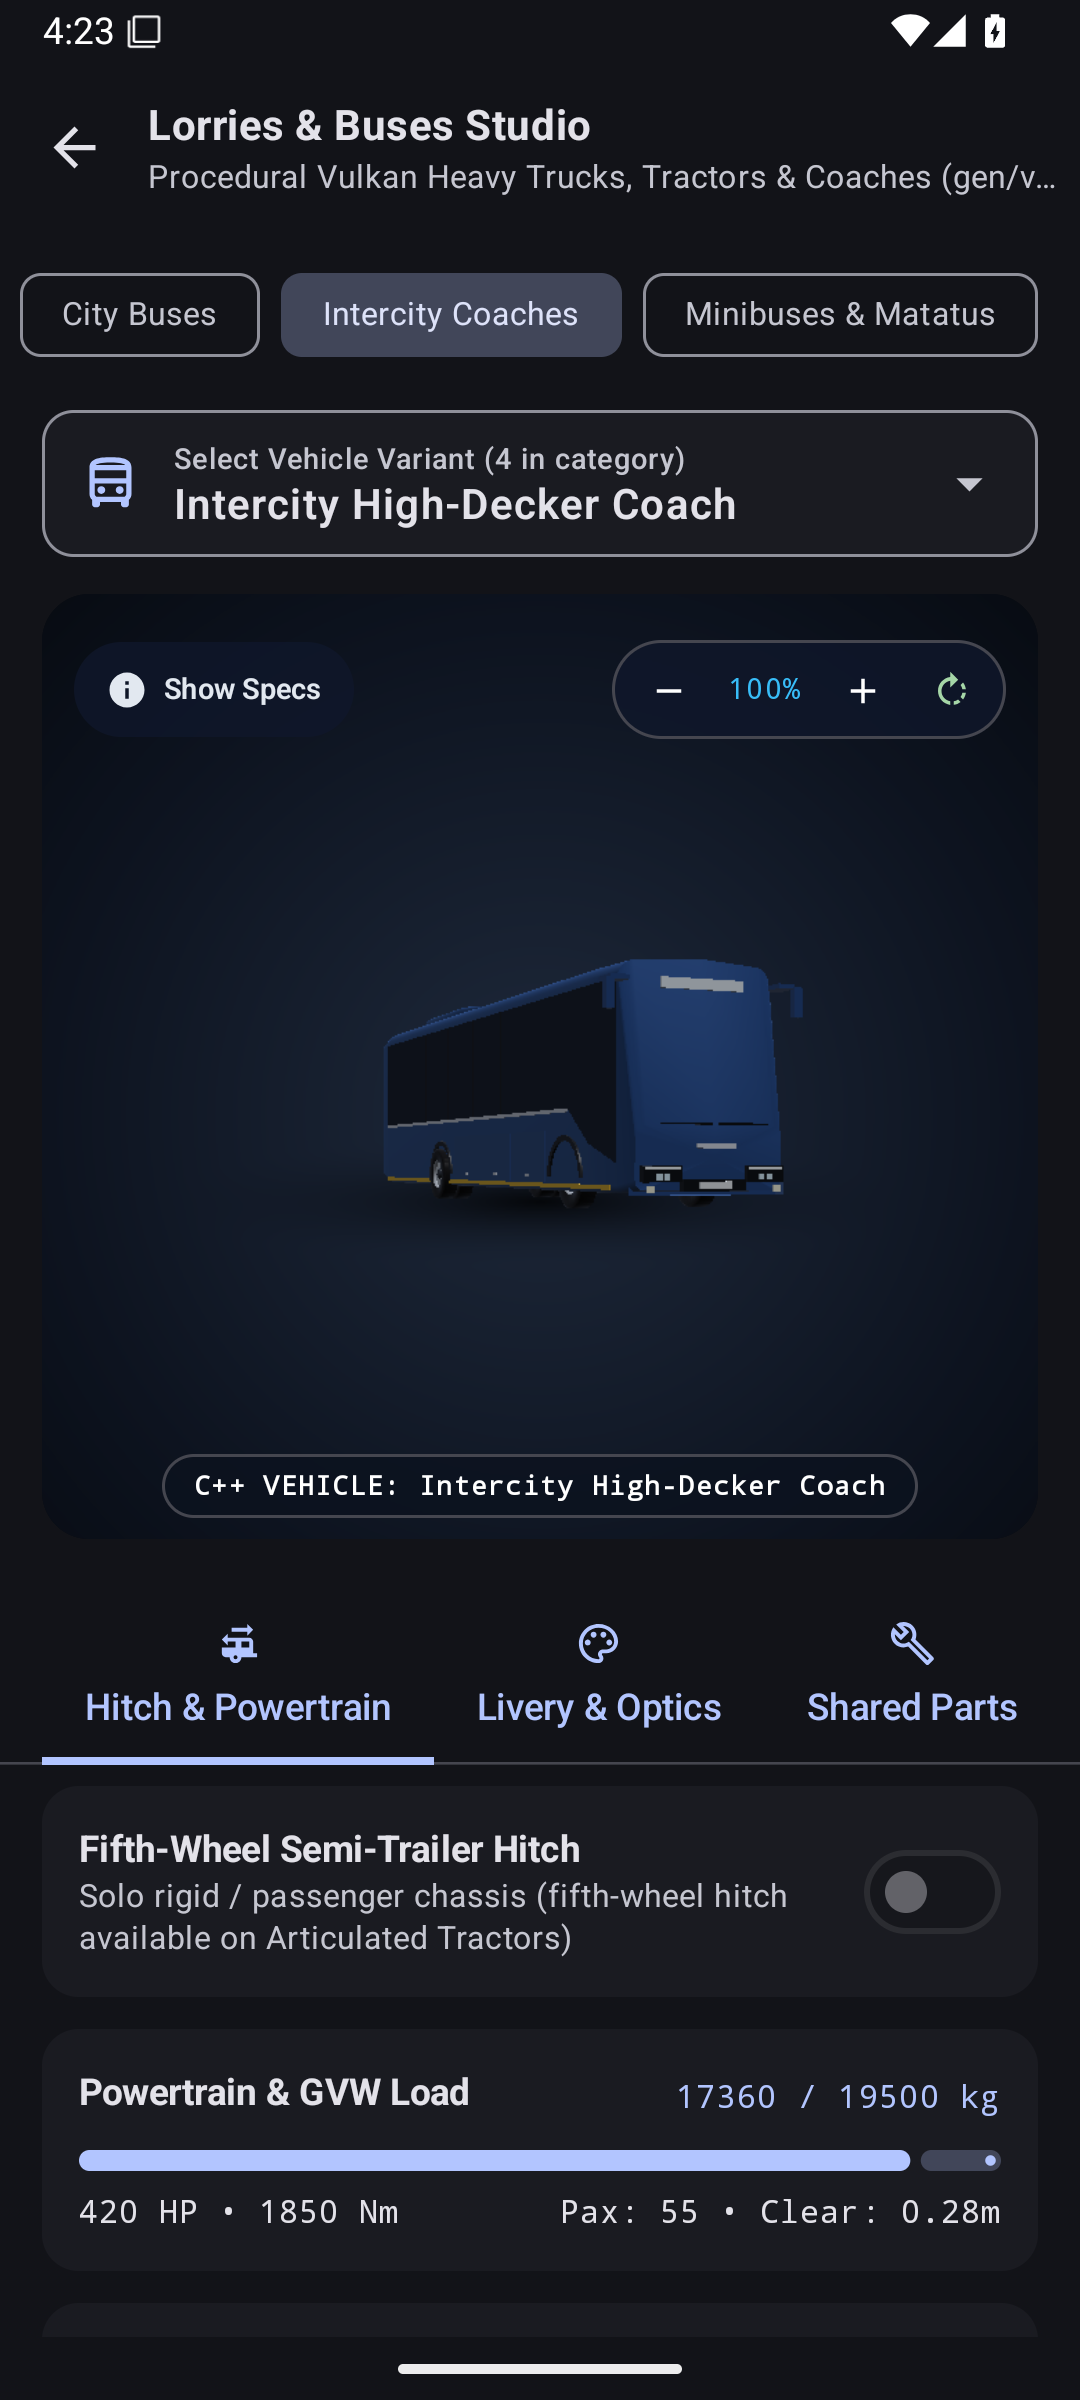 4:23
Lorries & Buses Studio
Procedural Vulkan Heavy Trucks, Tractors & Coaches (gen/v…
City Buses
Intercity Coaches
Minibuses & Matatus
Select Vehicle Variant (4 in category)
Intercity High-Decker Coach
Show Specs
100%
C++ VEHICLE: Intercity High-Decker Coach
Hitch & Powertrain
Livery & Optics
Shared Parts
Fifth-Wheel Semi-Trailer Hitch
Solo rigid / passenger chassis (fifth-wheel hitch
available on Articulated Tractors)
Powertrain & GVW Load
17360 / 19500 kg
420 HP • 1850 Nm
Pax: 55 • Clear: 0.28m